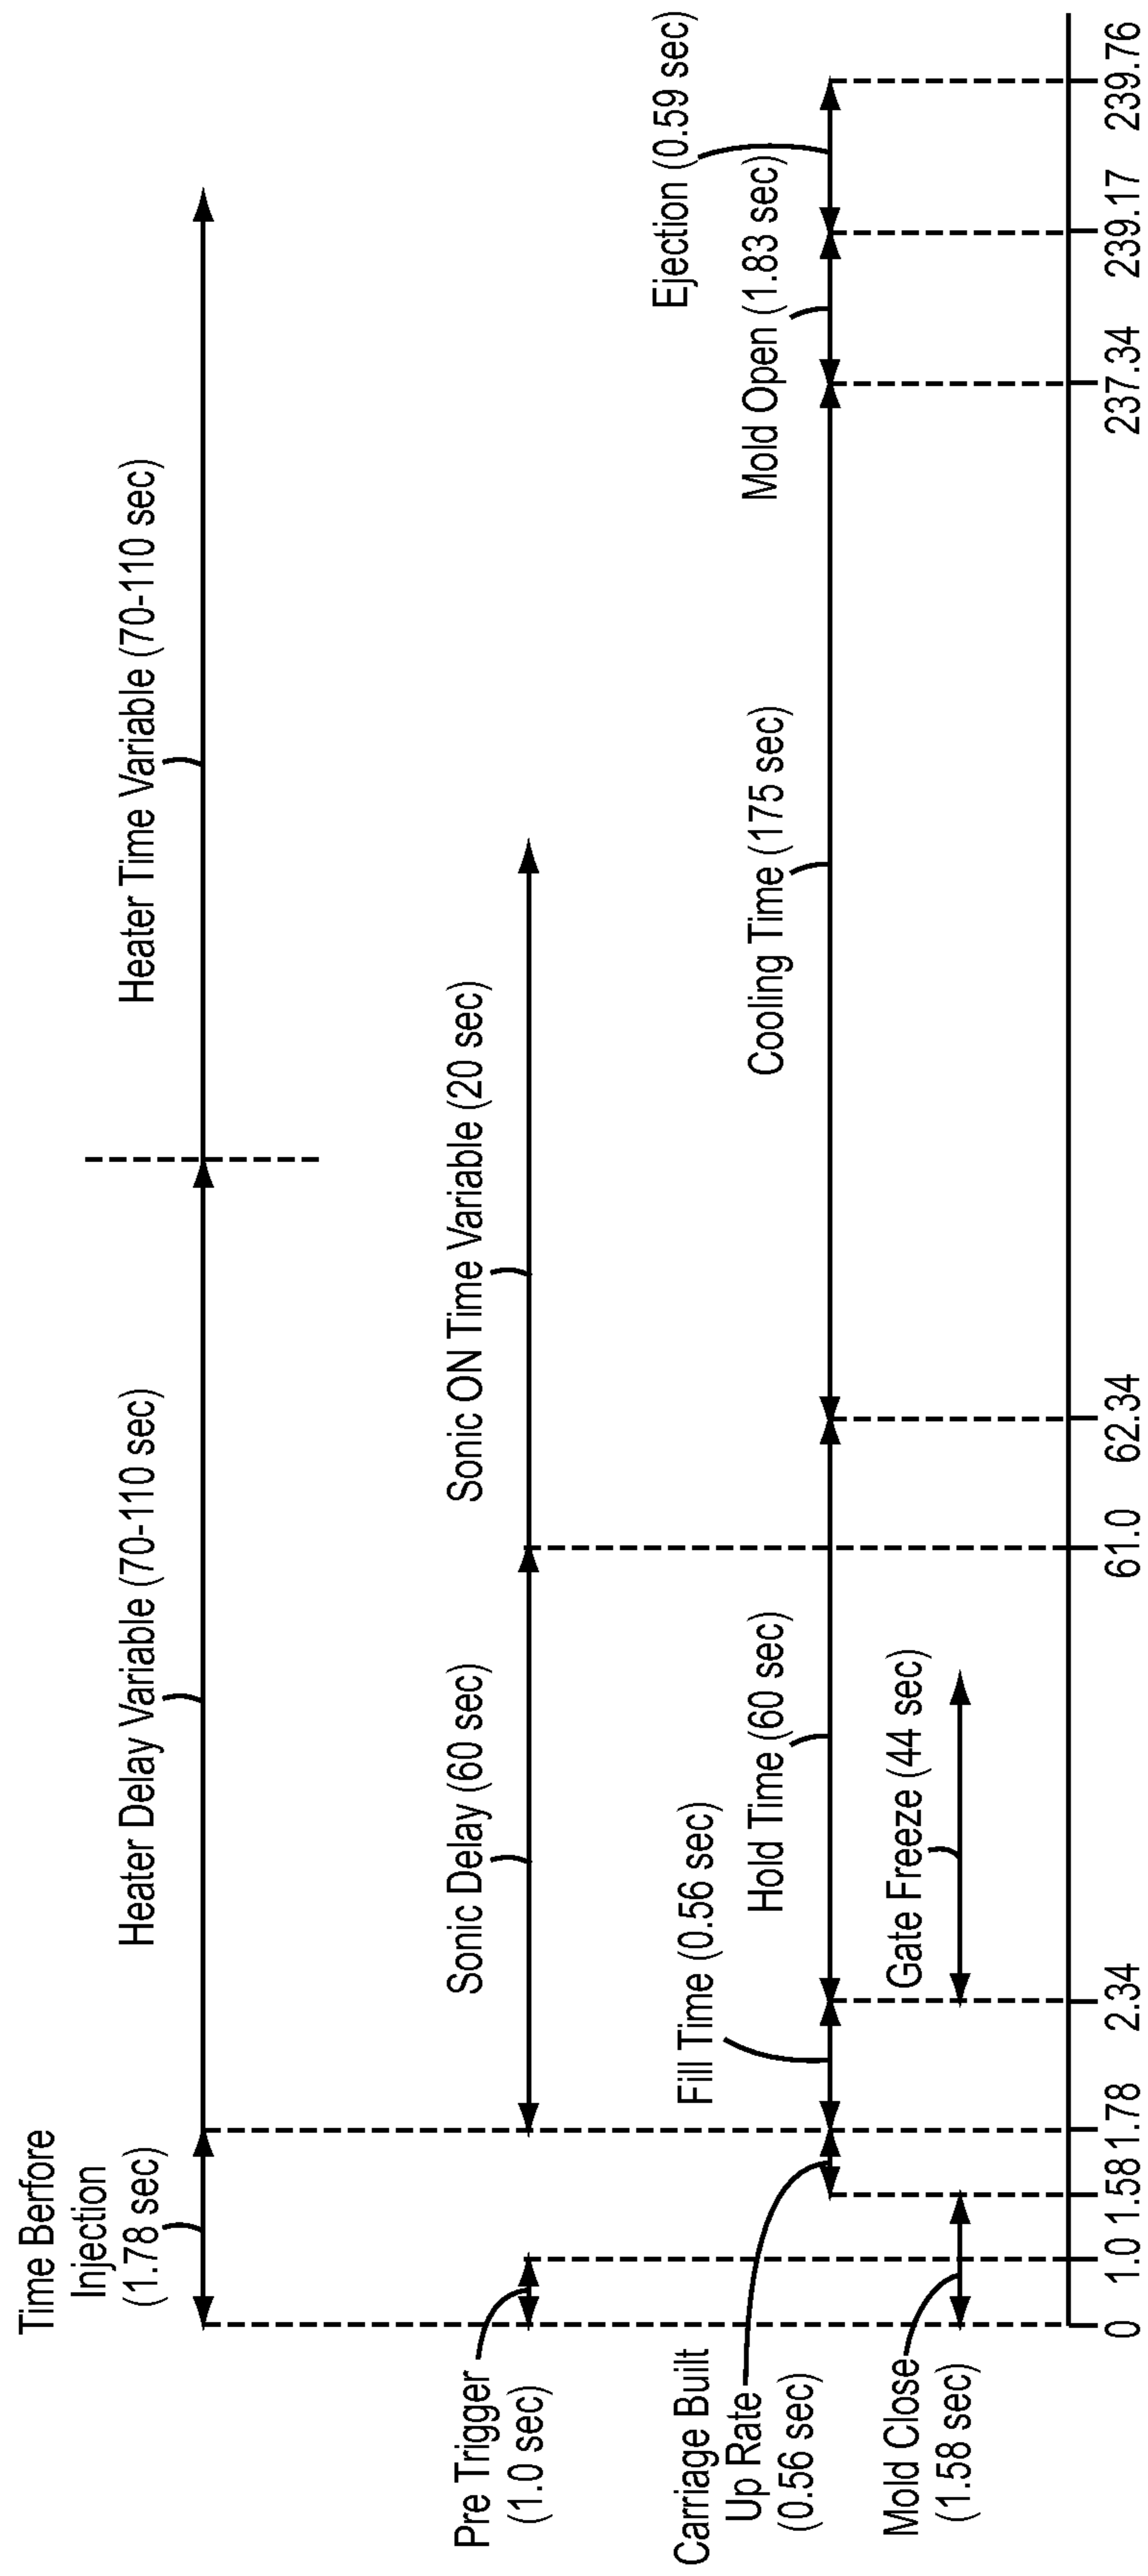 Time Berfore
Injection
(1.78 sec)
Heater Delay Variable (70-110 sec)
Heater Time Variable (70-110 sec)
Pre Trigger
(1.0 sec)
Sonic Delay (60 sec)
Sonic ON Time Variable (20 sec)
Carriage Built
Up Rate
(0.56 sec)
Fill Time (0.56 sec)
Hold Time (60 sec)
Cooling Time (175 sec)
Mold Open (1.83 sec)
Ejection (0.59 sec)
Mold Close
(1.58 sec)
Gate Freeze (44 sec)
0 1.0 1.58 1.78 2.34 61.0 62.34 237.34 239.17 239.76